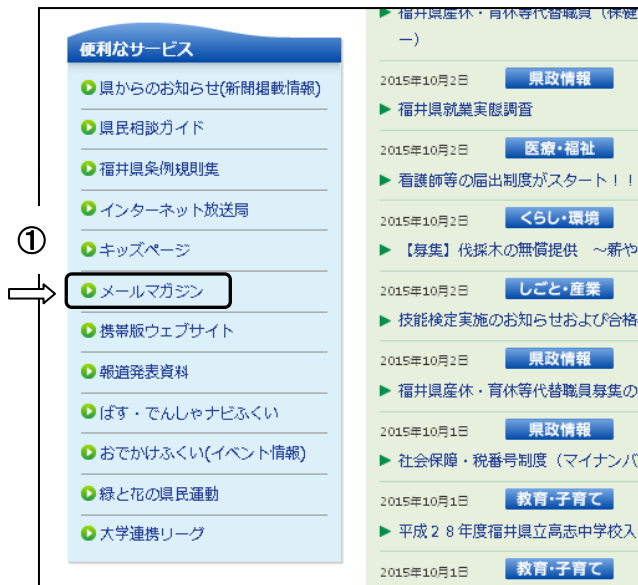 ①
便利なサービス
県からのお知らせ(新聞掲載情報)
県民相談ガイド
福井県条例規則集
インターネット放送局
キッズページ
メールマガジン
携帯版ウェブサイト
報道発表資料
ばす・でんしゃナビふくい
おでかけふくい(イベント情報)
緑と花の県民運動
大学連携リーグ
福井県産休・育休等代替職員(保健
ー)
2015年10月2日 県政情報
福井県就業実態調査
2015年10月2日 医療・福祉
看護師等の届出制度がスタート!!
2015年10月2日 くらし・環境
【募集】伐採木の無償提供 ~薪や
2015年10月2日 しごと・産業
技能検定実施のお知らせおよび合格
2015年10月2日 県政情報
福井県産休・育休等代替職員募集の
2015年10月1日 県政情報
社会保障・税番号制度(マイナンバ
2015年10月1日 教育・子育て
平成28年度福井県立高志中学校入
2015年10月1日 教育・子育て